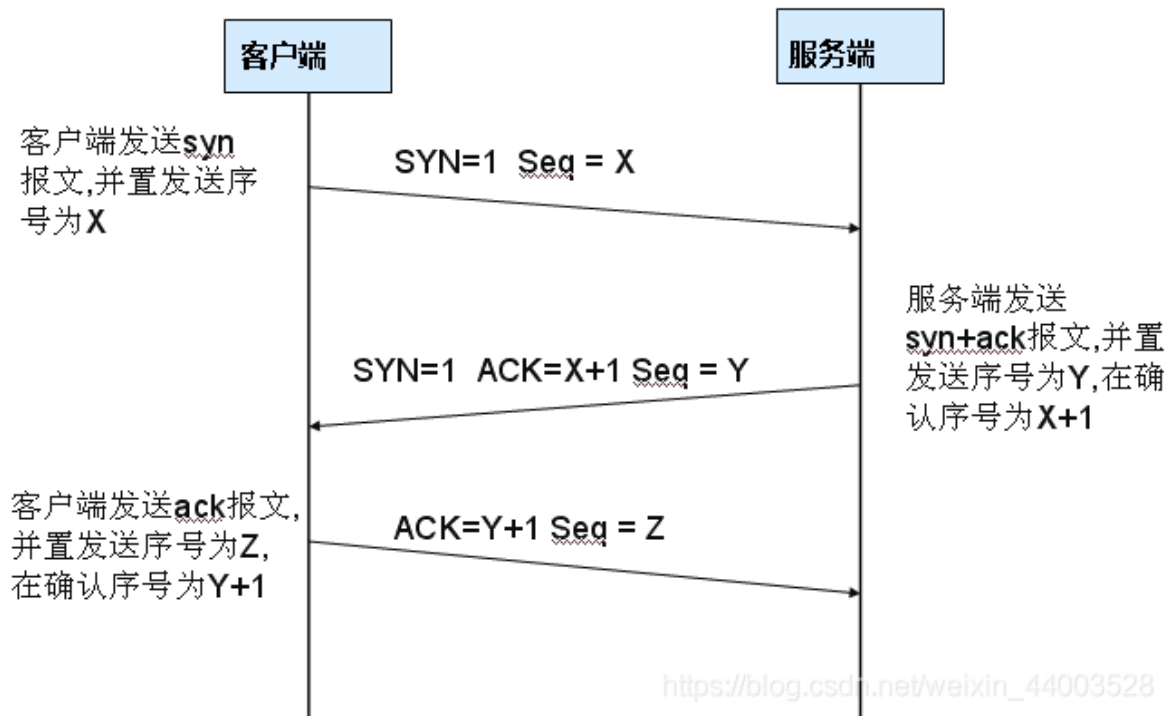 客户端
服务端
客户端发送syn
报文,并置发送序
号为X
SYN=1 Seq = X
服务端发送
syn+ack报文,并置
发送序号为Y,在确
认序号为X+1
SYN=1 ACK=X+1 Seq = Y
客户端发送ack报文,
并置发送序号为Z,
在确认序号为Y+1
ACK=Y+1 Seq = Z
https://blog.csdn.net/weixin_44003528